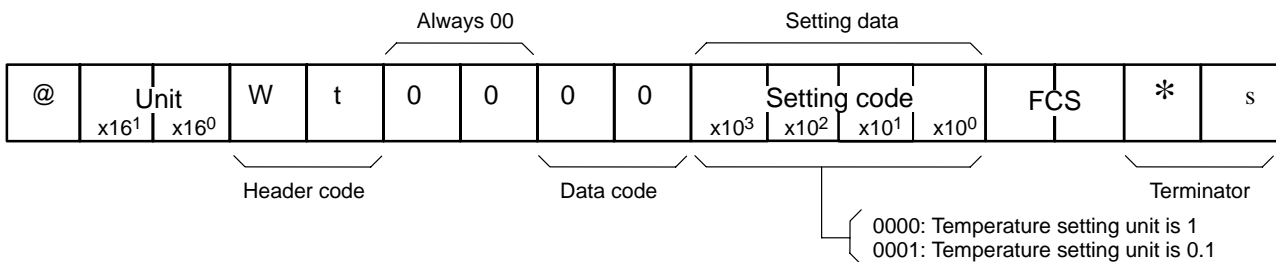 Always 00 Setting data
@ Unit x16¹ x16⁰ W t 0 0 0 0 Setting code x10³ x10² x10¹ x10⁰ FCS * s
Header code Data code Terminator
0000: Temperature setting unit is 1
0001: Temperature setting unit is 0.1